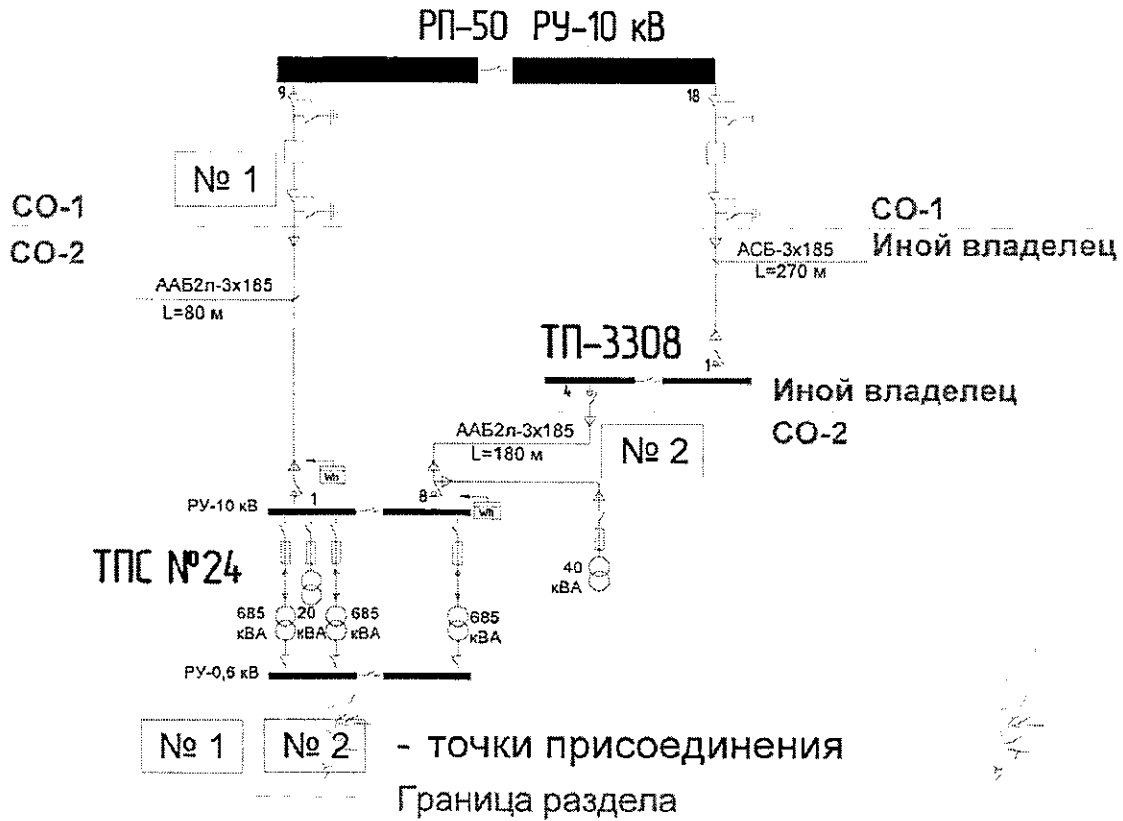 РП-50 РУ-10 кВ
9
18
№ 1
СО-1
СО-2
СО-1
Иной владелец
АСБ-3х185
L=270 м
ААБ2л-3х185
L=80 м
ТП-3308
1
4
Иной владелец
СО-2
ААБ2л-3х185
L=180 м
№ 2
Wh
РУ-10 кВ
1
8
Wh
ТПС №24
40
кВА
685
кВА
20
кВА
685
кВА
685
кВА
РУ-0,6 кВ
№ 1 № 2 - точки присоединения
Граница раздела